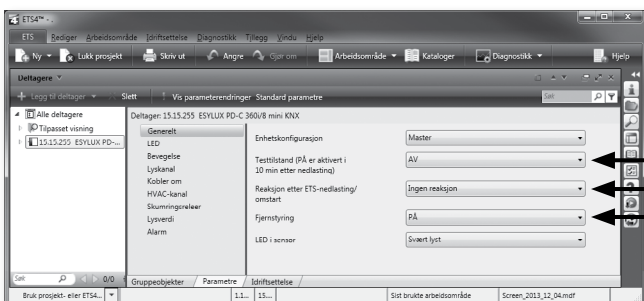 ETS4™ - .
ETS Rediger Arbeidsområde Idriftsettelse Diagnostikk Tillegg Vindu Hjelp
Ny Lukk prosjekt Skriv ut Angre Gjør om Arbeidsområde Kataloger Diagnostikk Hjelp
Deltagere
Legg til deltager Slett Vis parameterendringer Standard parametre Søk
Alle deltagere
Tilpasset visning
15.15.255 ESYLUX PD-...
Deltager: 15.15.255 ESYLUX PD-C 360i/8 mini KNX
Generelt
LED
Bevegelse
Lyskanal
Kobler om
HVAC-kanal
Skumringsreleer
Lysverdi
Alarm
Enhetskonfigurasjon Master
Testtilstand (PÅ er aktivert i
10 min etter nedlasting) AV
Reaksjon etter ETS-nedlasting/
omstart Ingen reaksjon
Fjernstyring PÅ
LED i sensor Svært lyst
Søk 0/0
Gruppeobjekter Parametre Idriftsettelse
Bruk prosjekt- eller ETS4... 1.1... 15.... Sist brukte arbeidsområde Screen_2013_12_04.mdf